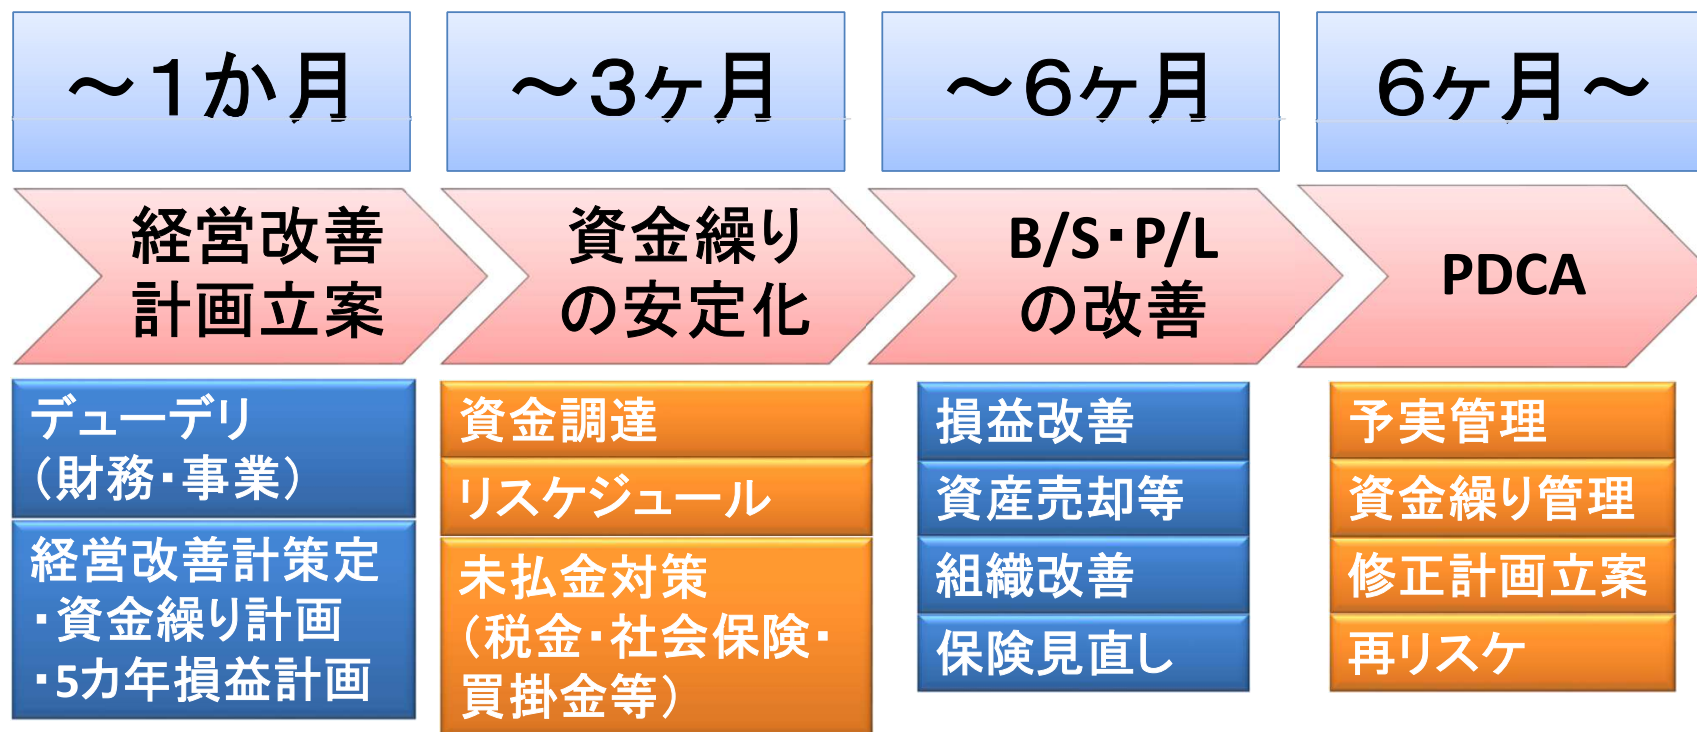 ～１か月
～３ヶ月
～６ヶ月
６ヶ月～
経営改善
計画立案
資金繰り
の安定化
B/S・P/L
の改善
PDCA
デューデリ
（財務・事業）
経営改善計策定
・資金繰り計画
・5カ年損益計画
資金調達
リスケジュール
未払金対策
（税金・社会保険・
買掛金等）
損益改善
資産売却等
組織改善
保険見直し
予実管理
資金繰り管理
修正計画立案
再リスケ